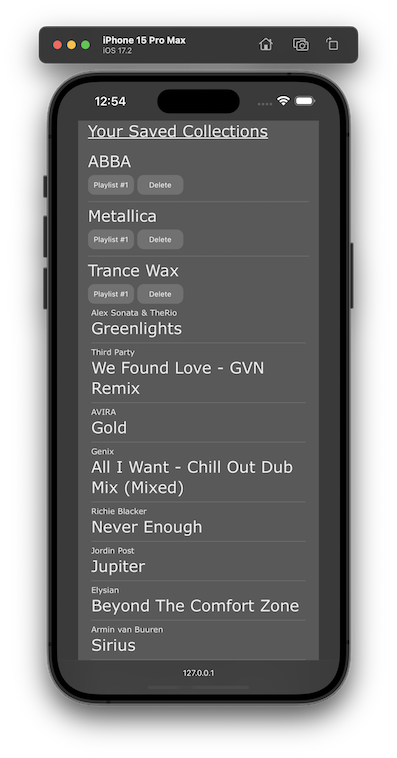 iPhone 15 Pro Max
iOS 17.2
12:54
Your Saved Collections
ABBA
Playlist #1 Delete
Metallica
Playlist #1 Delete
Trance Wax
Playlist #1 Delete
Alex Sonata & TheRio
Greenlights
Third Party
We Found Love - GVN
Remix
AVIRA
Gold
Genix
All I Want - Chill Out Dub
Mix (Mixed)
Richie Blacker
Never Enough
Jordin Post
Jupiter
Elysian
Beyond The Comfort Zone
Armin van Buuren
Sirius
127.0.0.1